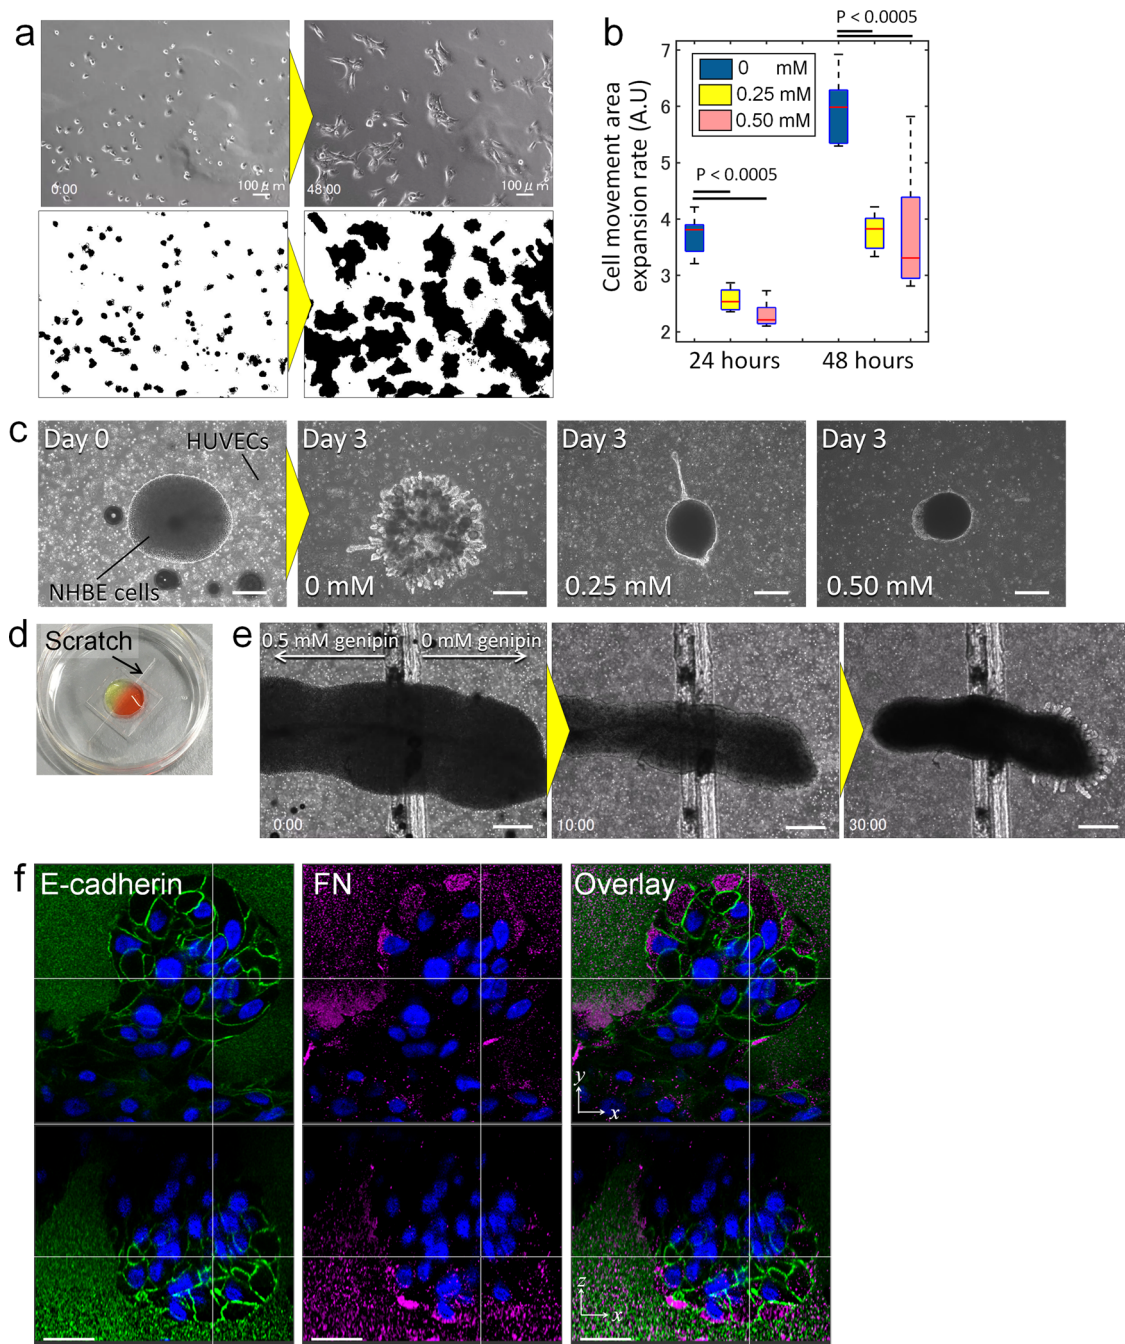 a
0:00
100 μm
48:00
100 μm
b
P < 0.0005
7
6
5
4
3
2
Cell movement area
expansion rate (A.U)
0 mM
0.25 mM
0.50 mM
P < 0.0005
24 hours
48 hours
c
Day 0
HUVECs
NHBE cells
Day 3
0 mM
Day 3
0.25 mM
Day 3
0.50 mM
d
Scratch
e
0.5 mM genipin
0 mM genipin
0:00
10:00
30:00
f
E-cadherin
FN
Overlay
y
x
z
x